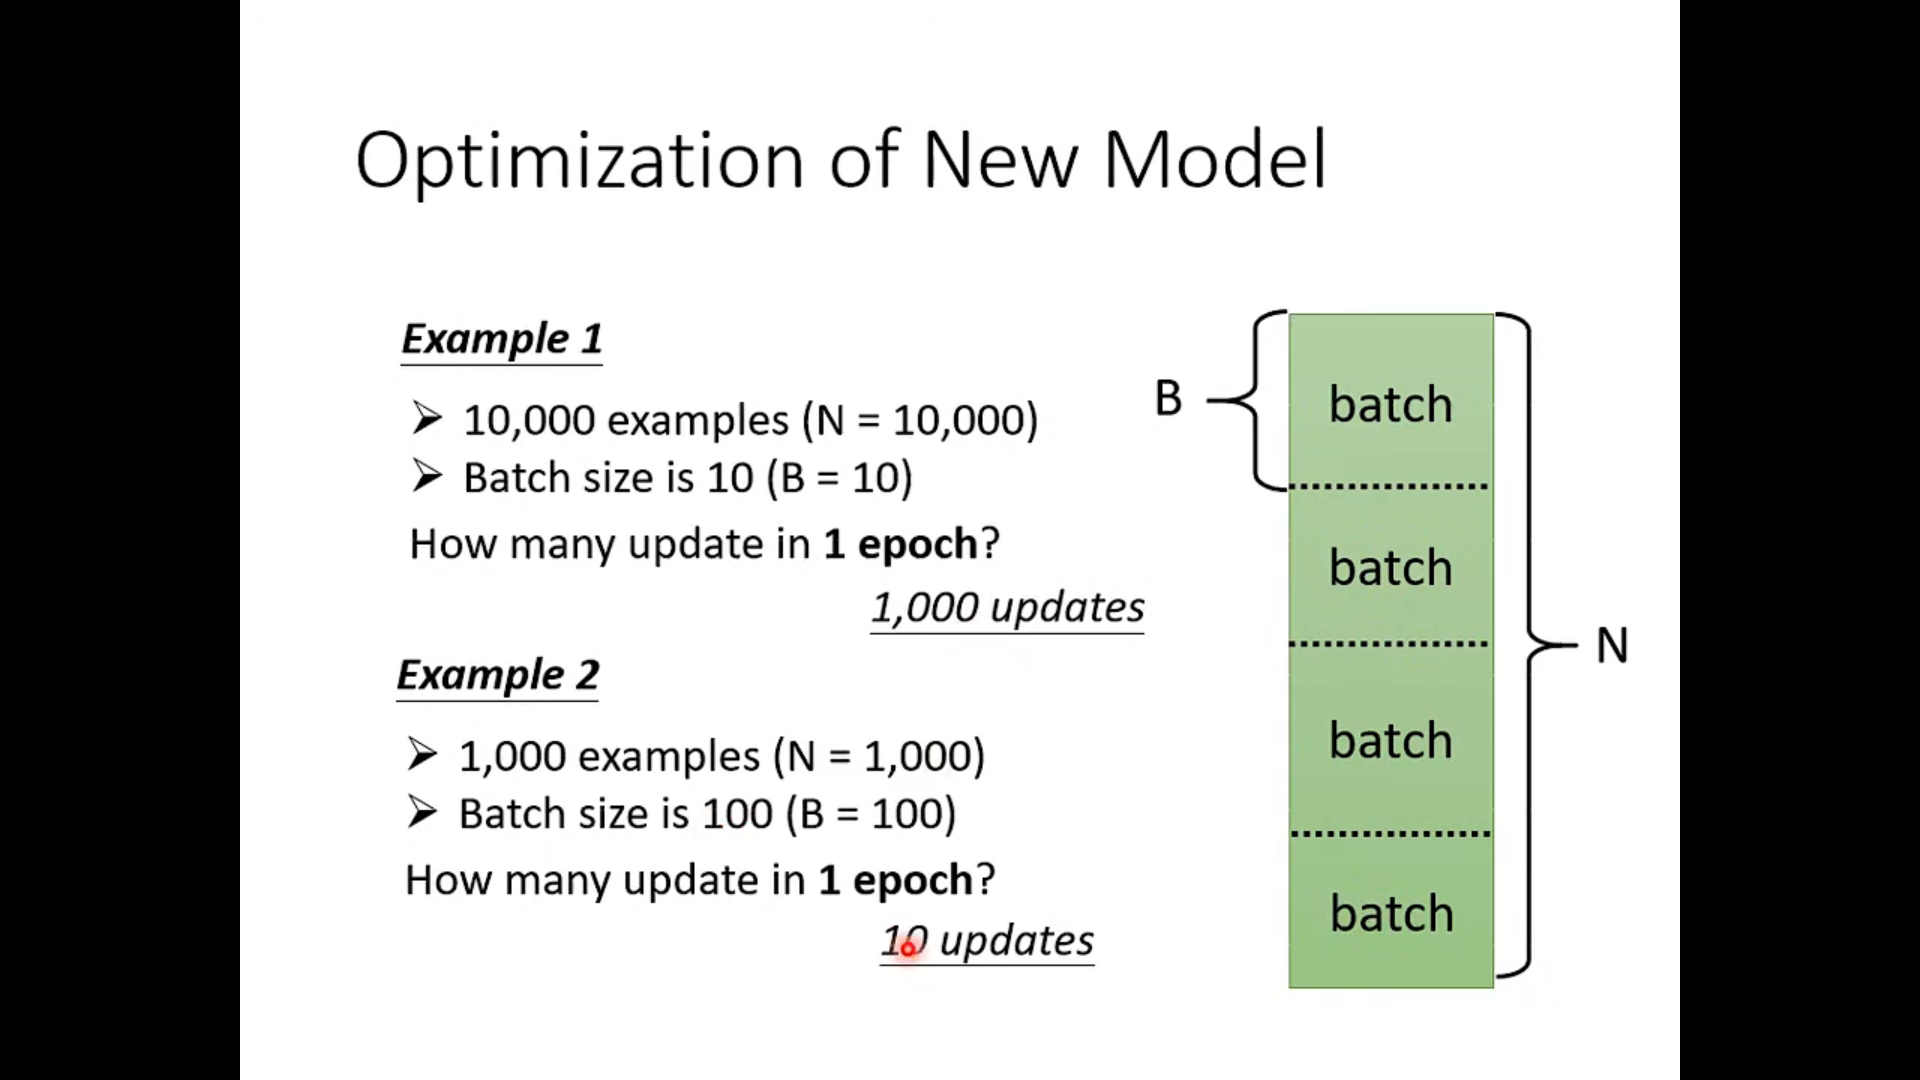 Optimization of New Model
Example 1
➢ 10,000 examples (N = 10,000)
➢ Batch size is 10 (B = 10)
How many update in 1 epoch?
1,000 updates
Example 2
➢ 1,000 examples (N = 1,000)
➢ Batch size is 100 (B = 100)
How many update in 1 epoch?
10 updates
B
batch
batch
batch
batch
N